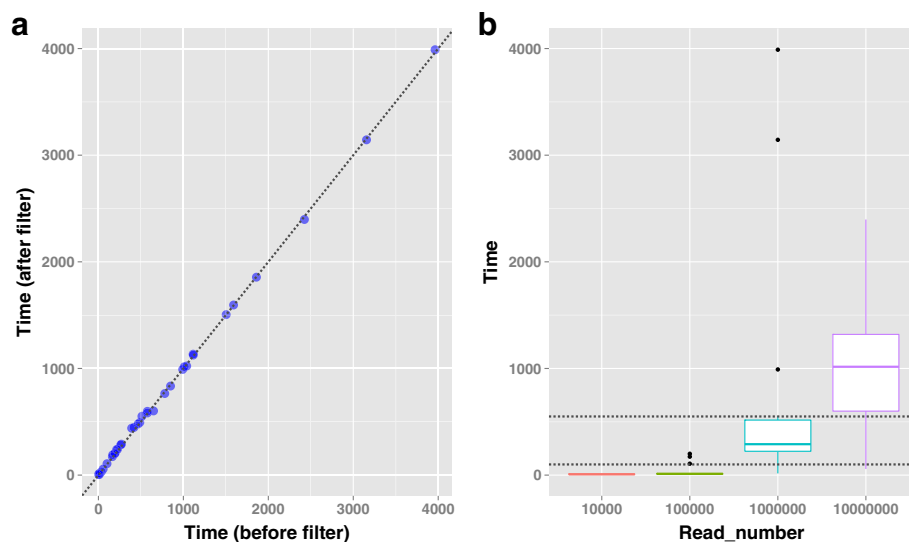 a
4000
3000
2000
1000
0
Time (after filter)
0 1000 2000 3000 4000
Time (before filter)
b
4000
3000
2000
1000
0
Time
10000 100000 1000000 10000000
Read_number